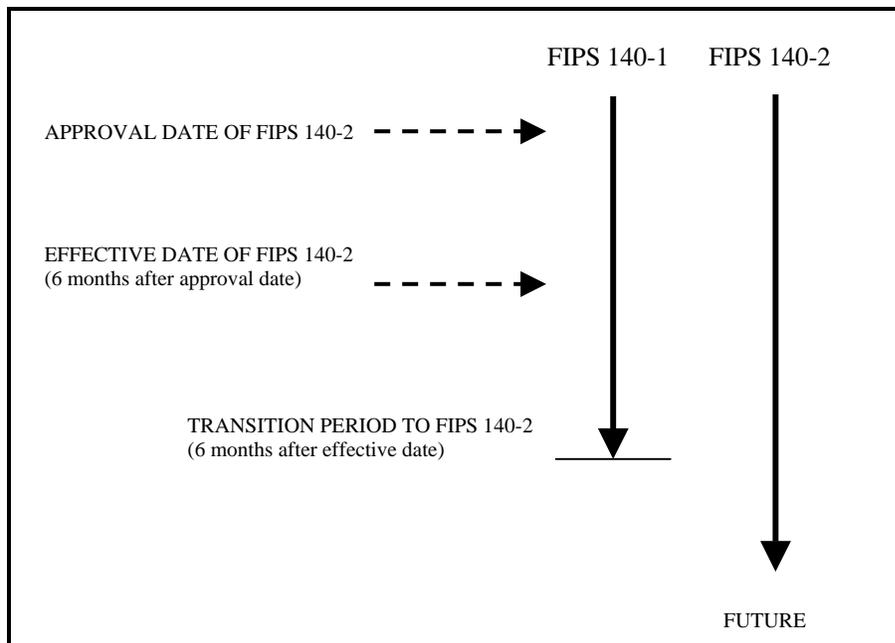 FIPS 140-1 FIPS 140-2
APPROVAL DATE OF FIPS 140-2
EFFECTIVE DATE OF FIPS 140-2
(6 months after approval date)
TRANSITION PERIOD TO FIPS 140-2
(6 months after effective date)
FUTURE